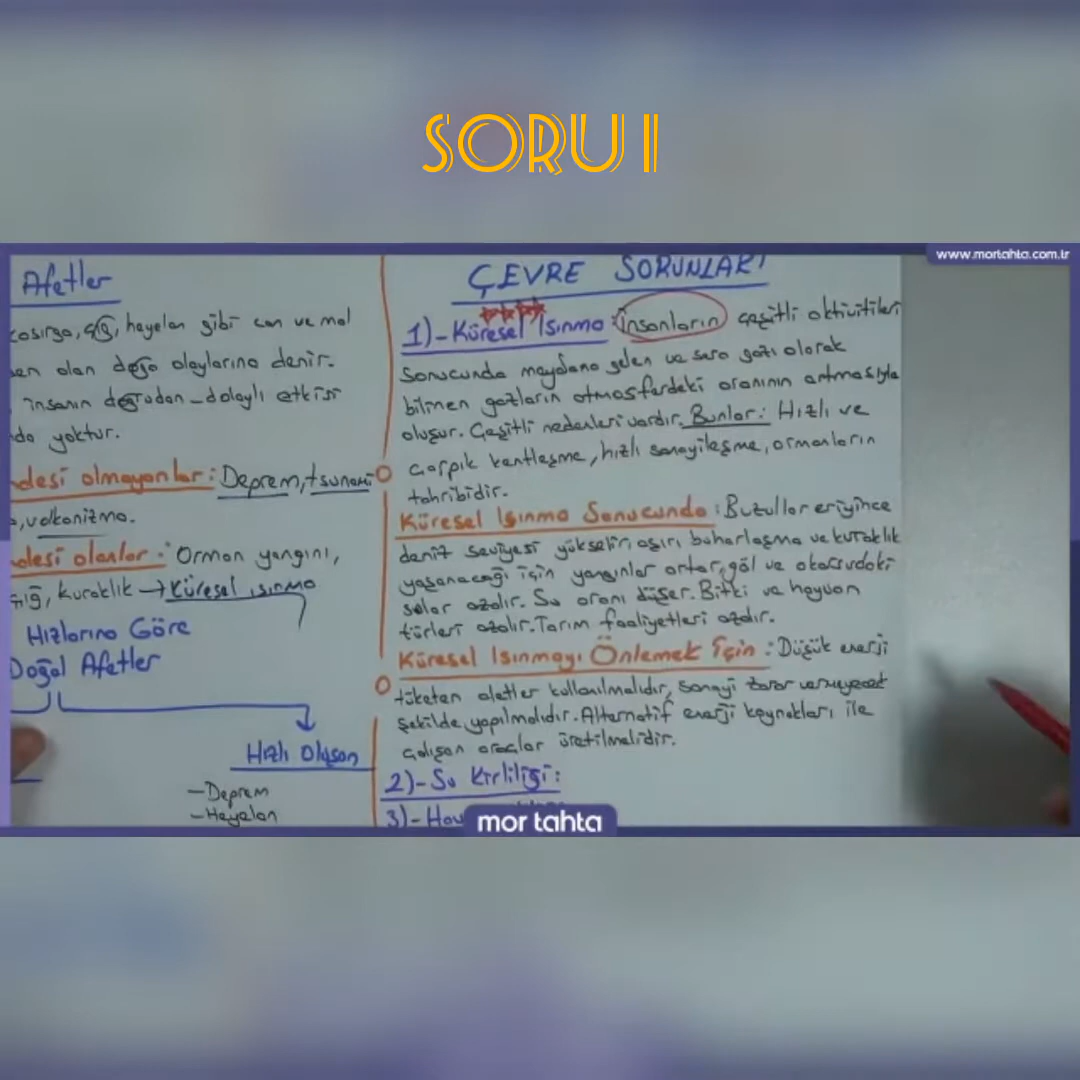 SORU 1
www.mortahta.com.tr
Afetler
kasırga, çığ, heyelan gibi can ve mal
olan doğa olaylarına denir.
insanın doğrudan - dolaylı etkisi
yoktur.
olmayanlar: Deprem, tsunami
volkanizma.
olanlar: Orman yangını,
çığ, kuraklık → Küresel ısınma
Hızlarına Göre
Doğal Afetler
Hızlı Oluşan
- Deprem
- Heyelan
ÇEVRE SORUNLARI
1)- Küresel Isınma: İnsanların çeşitli aktiviteleri
sonucunda meydana gelen ve sera gazı olarak
bilinen gazların atmosferdeki oranının artmasıyla
oluşur. Çeşitli nedenleri vardır. Bunlar: Hızlı ve
çarpık kentleşme, hızlı sanayileşme, ormanların
tahribidir.
Küresel Isınma Sonucunda: Buzullar eriyince
deniz seviyesi yükselir, aşırı buharlaşma ve kuraklık
yaşanacağı için yangınlar artar, göl ve akarsudaki
sular azalır. Su oranı düşer. Bitki ve hayvan
türleri azalır. Tarım faaliyetleri azalır.
Küresel Isınmayı Önlemek İçin: Düşük enerji
tüketen aletler kullanılmalıdır, sanayi zarar vermeyecek
şekilde yapılmalıdır. Alternatif enerji kaynakları ile
çalışan araçlar üretilmelidir.
2)- Su Kirliliği:
3)-
mor tahta